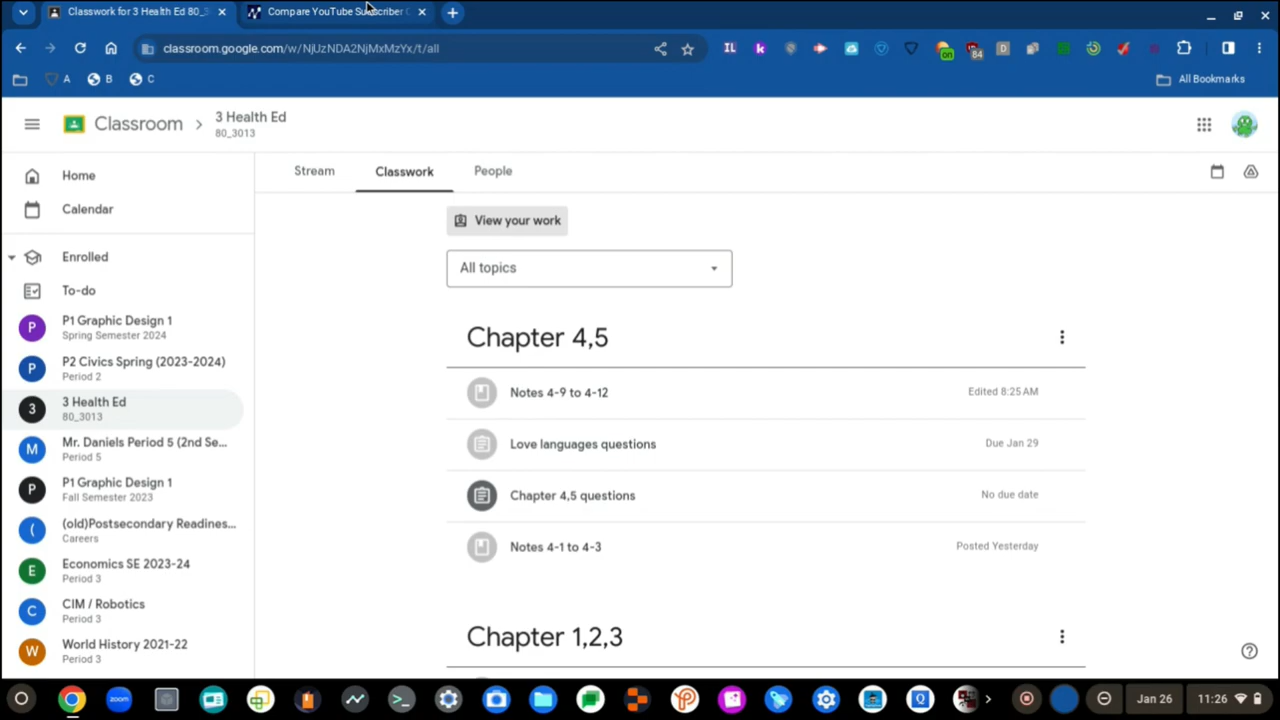 Classwork for 3 Health Ed 80_3
Compare YouTube Subscriber C
classroom.google.com/w/NjUzNDA2NjMxMzYx/t/all
IL
k
on
84
D
A
B
C
All Bookmarks
Classroom
3 Health Ed
80_3013
Stream
Classwork
People
Home
Calendar
Enrolled
To-do
P
P1 Graphic Design 1
Spring Semester 2024
P
P2 Civics Spring (2023-2024)
Period 2
3
3 Health Ed
80_3013
M
Mr. Daniels Period 5 (2nd Se...
Period 5
P
P1 Graphic Design 1
Fall Semester 2023
(
(old)Postsecondary Readines...
Careers
E
Economics SE 2023-24
Period 3
C
CIM / Robotics
Period 3
W
World History 2021-22
Period 3
View your work
All topics
Chapter 4,5
Notes 4-9 to 4-12
Edited 8:25 AM
Love languages questions
Due Jan 29
Chapter 4,5 questions
No due date
Notes 4-1 to 4-3
Posted Yesterday
Chapter 1,2,3
zoom
Q
Jan 26
11:26